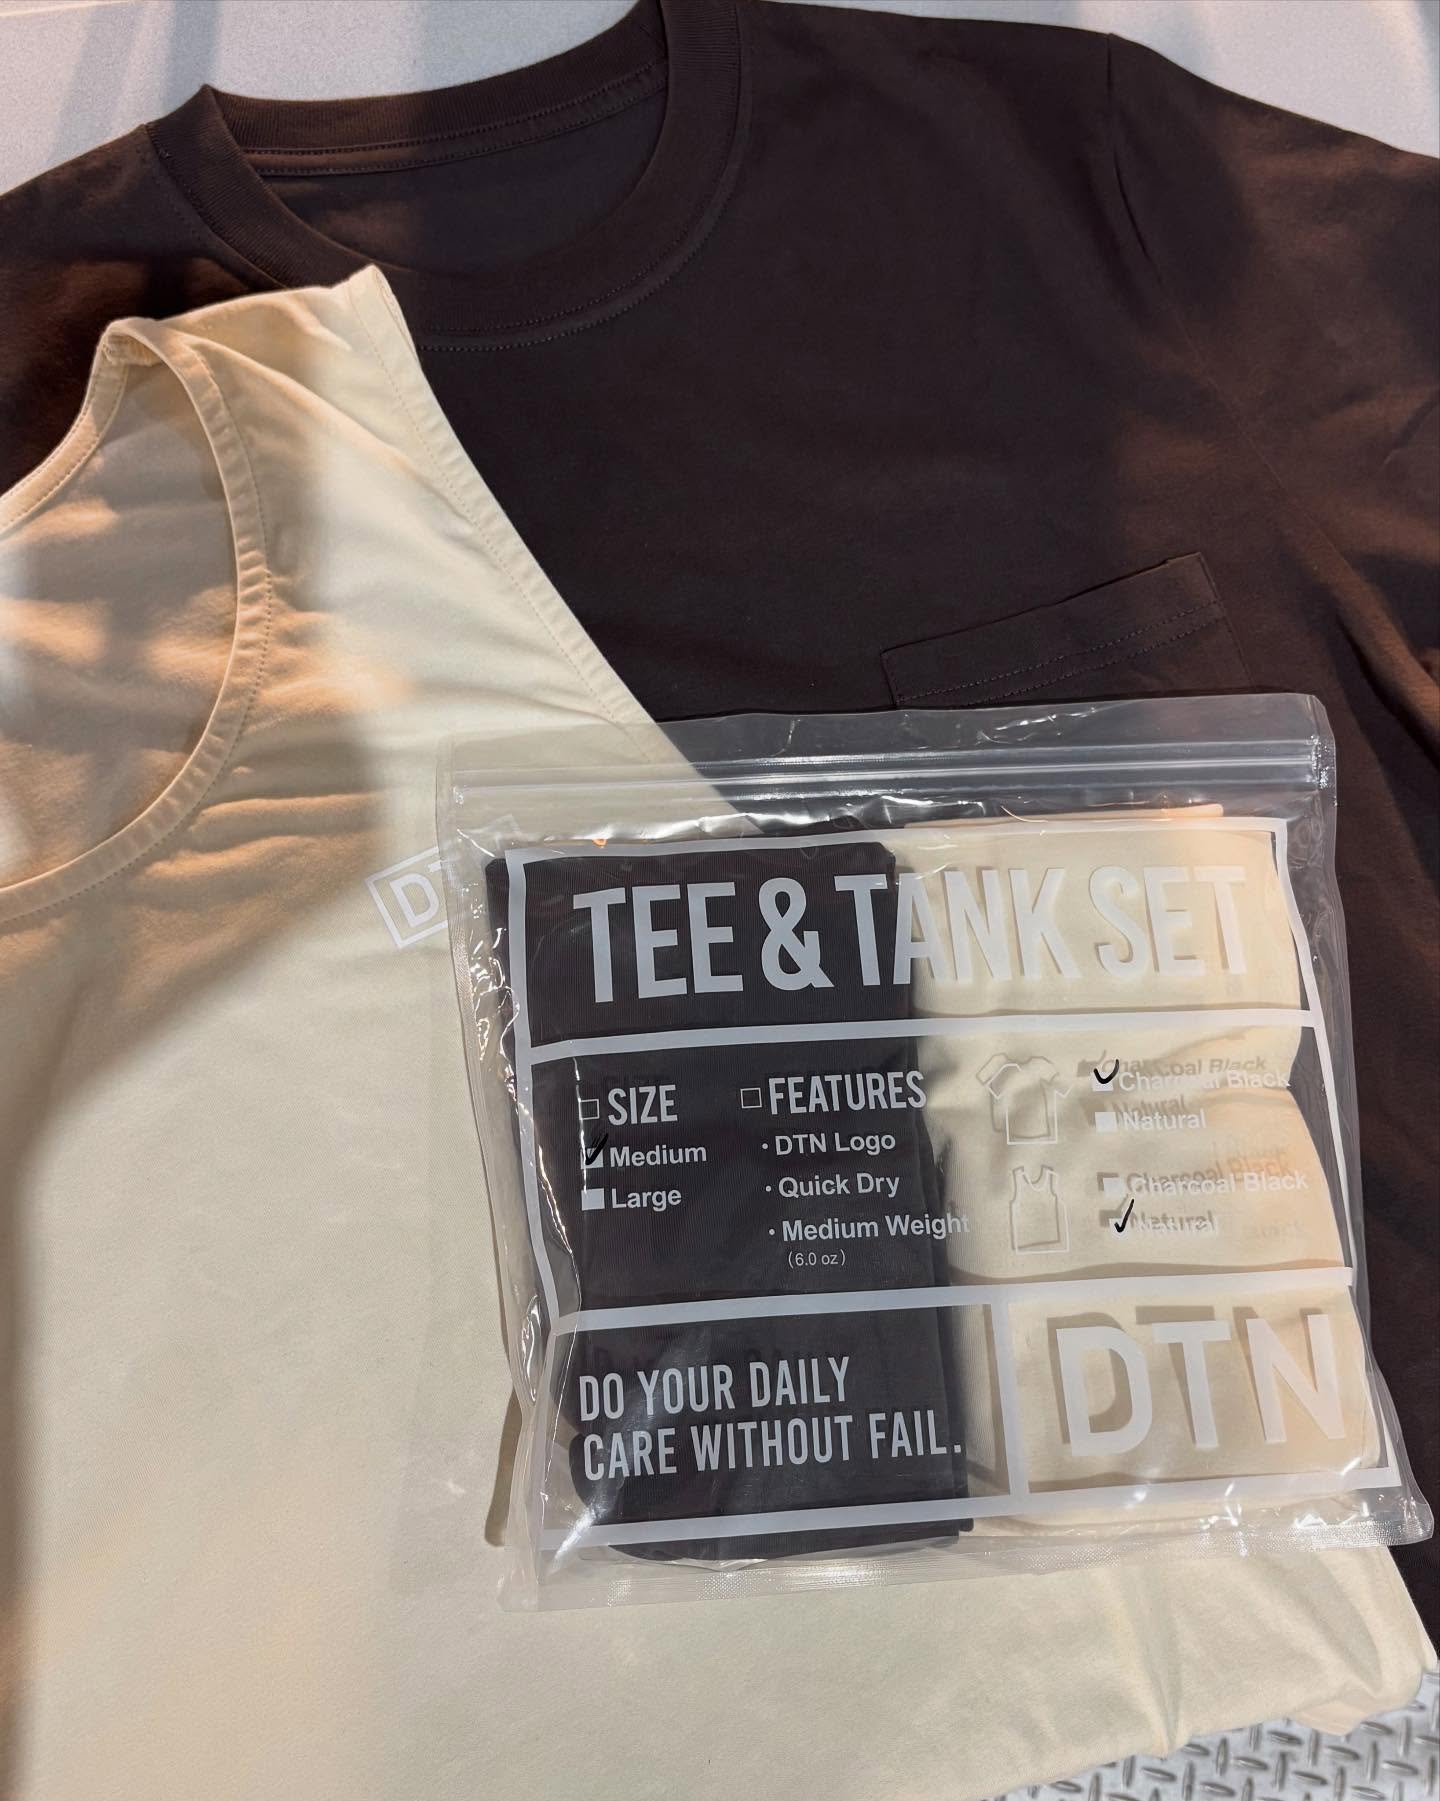 DT
TEE & TANK SET
SIZE
Medium
Large
FEATURES
· DTN Logo
· Quick Dry
· Medium Weight
(6.0 oz)
Charcoal Black
Natural
Charcoal Black
Natural
DO YOUR DAILY
CARE WITHOUT FAIL.
DTN